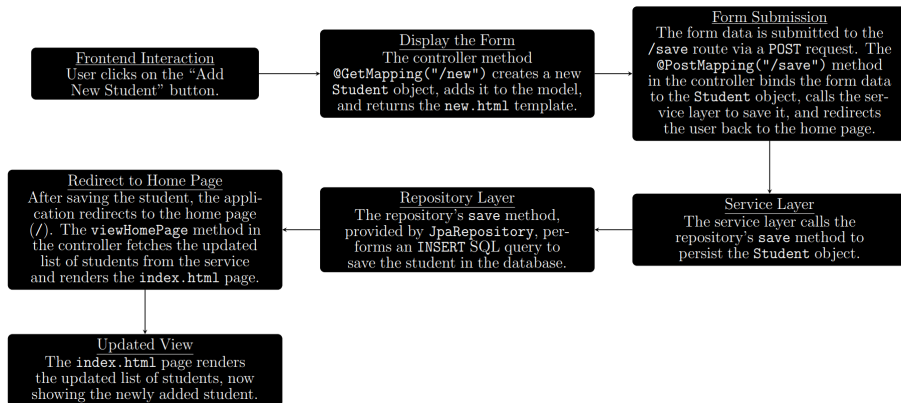 Frontend Interaction
User clicks on the “Add
New Student” button.
Display the Form
The controller method
@GetMapping("/new") creates a new
Student object, adds it to the model,
and returns the new.html template.
Form Submission
The form data is submitted to the
/save route via a POST request. The
@PostMapping("/save") method
in the controller binds the form data
to the Student object, calls the ser-
vice layer to save it, and redirects
the user back to the home page.
Service Layer
The service layer calls the
repository’s save method to
persist the Student object.
Repository Layer
The repository’s save method,
provided by JpaRepository, per-
forms an INSERT SQL query to
save the student in the database.
Redirect to Home Page
After saving the student, the appli-
cation redirects to the home page
(/). The viewHomePage method in
the controller fetches the updated
list of students from the service
and renders the index.html page.
Updated View
The index.html page renders
the updated list of students, now
showing the newly added student.